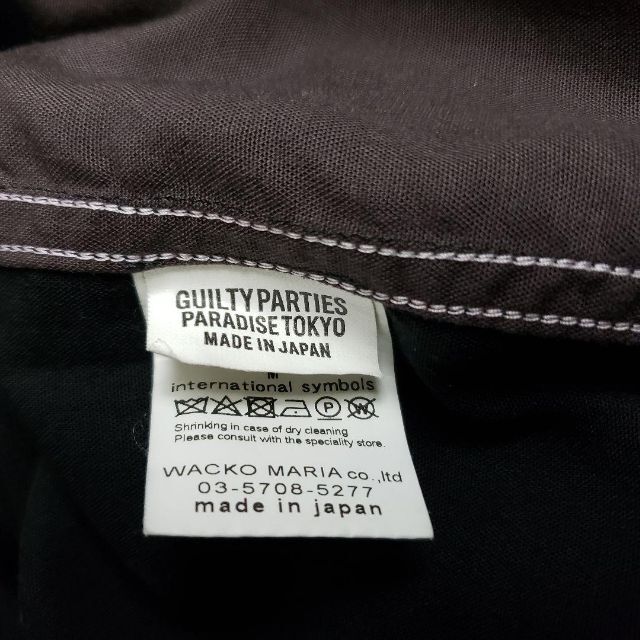 GUILTY PARTIES
PARADISE TOKYO
MADE IN JAPAN
M
international symbols
P W
Shrinking in case of dry cleaning
Please consult with the speciality store.
WACKO MARIA co.,ltd
03-5708-5277
made in japan